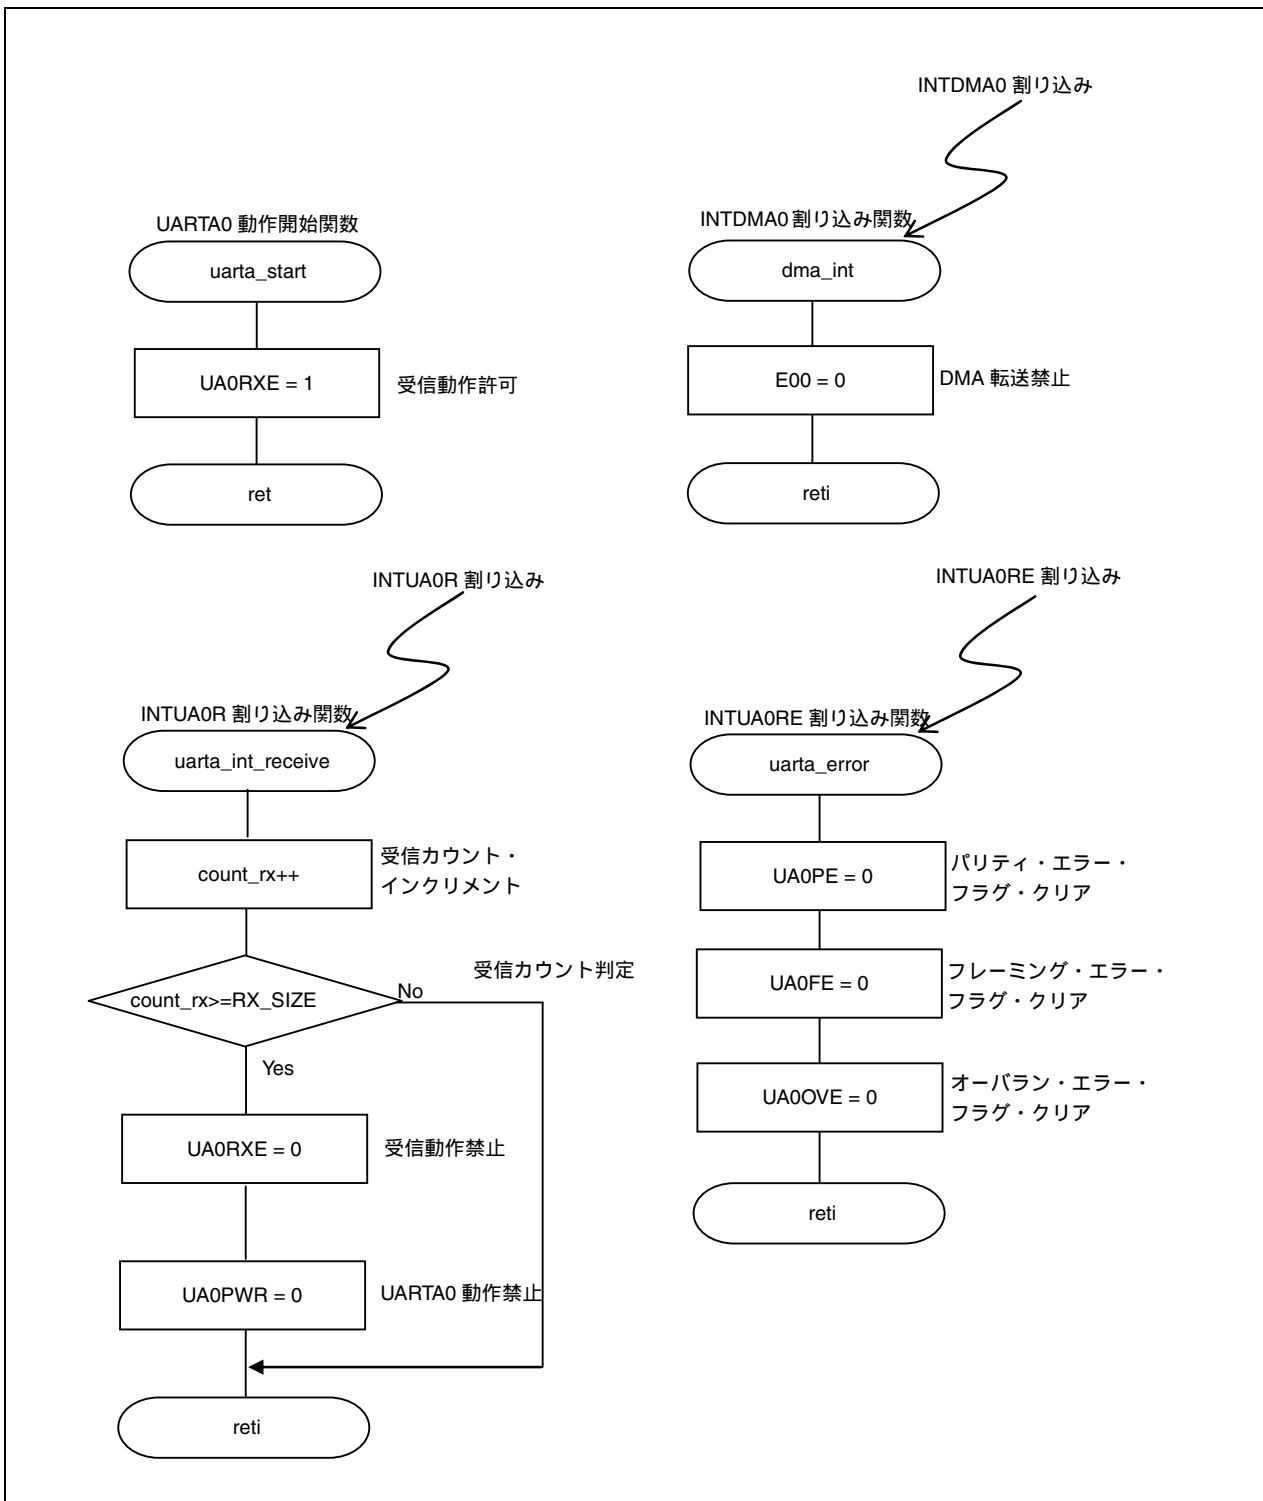 UARTA0 動作開始関数
uarta_start
UA0RXE = 1
受信動作許可
ret
INTDMA0 割り込み
INTDMA0 割り込み関数
dma_int
E00 = 0
DMA 転送禁止
reti
INTUA0R 割り込み
INTUA0R 割り込み関数
uarta_int_receive
count_rx++
受信カウント・
インクリメント
受信カウント判定
count_rx>=RX_SIZE
No
Yes
UA0RXE = 0
受信動作禁止
UA0PWR = 0
UARTA0 動作禁止
reti
INTUA0RE 割り込み
INTUA0RE 割り込み関数
uarta_error
UA0PE = 0
パリティ・エラー・
フラグ・クリア
UA0FE = 0
フレーミング・エラー・
フラグ・クリア
UA0OVE = 0
オーバラン・エラー・
フラグ・クリア
reti